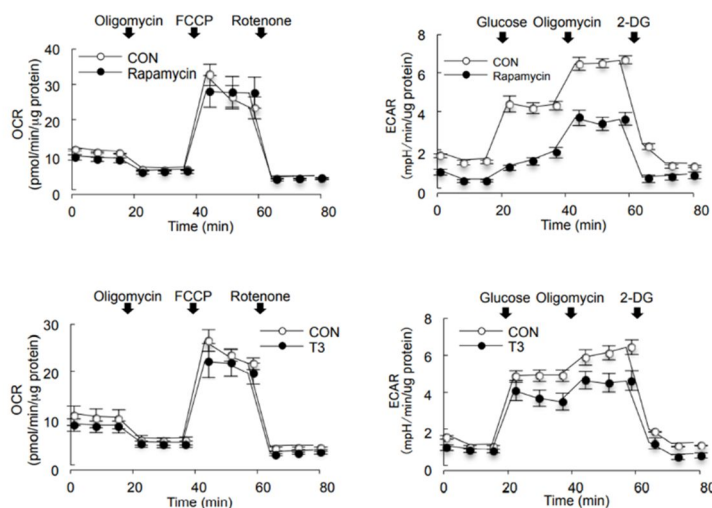 Oligomycin FCCP Rotenone
40
30
20
10
0
OCR
(pmol/min/μg protein)
CON
Rapamycin
0 20 40 60 80
Time (min)
Glucose Oligomycin 2-DG
8
6
4
2
0
ECAR
(mpH/min/ug protein)
CON
Rapamycin
0 20 40 60 80
Time (min)
Oligomycin FCCP Rotenone
30
20
10
0
OCR
(pmol/min/μg protein)
CON
T3
0 20 40 60 80
Time (min)
Glucose Oligomycin 2-DG
8
6
4
2
0
ECAR
(mpH/min/ug protein)
CON
T3
0 20 40 60 80
Time (min)